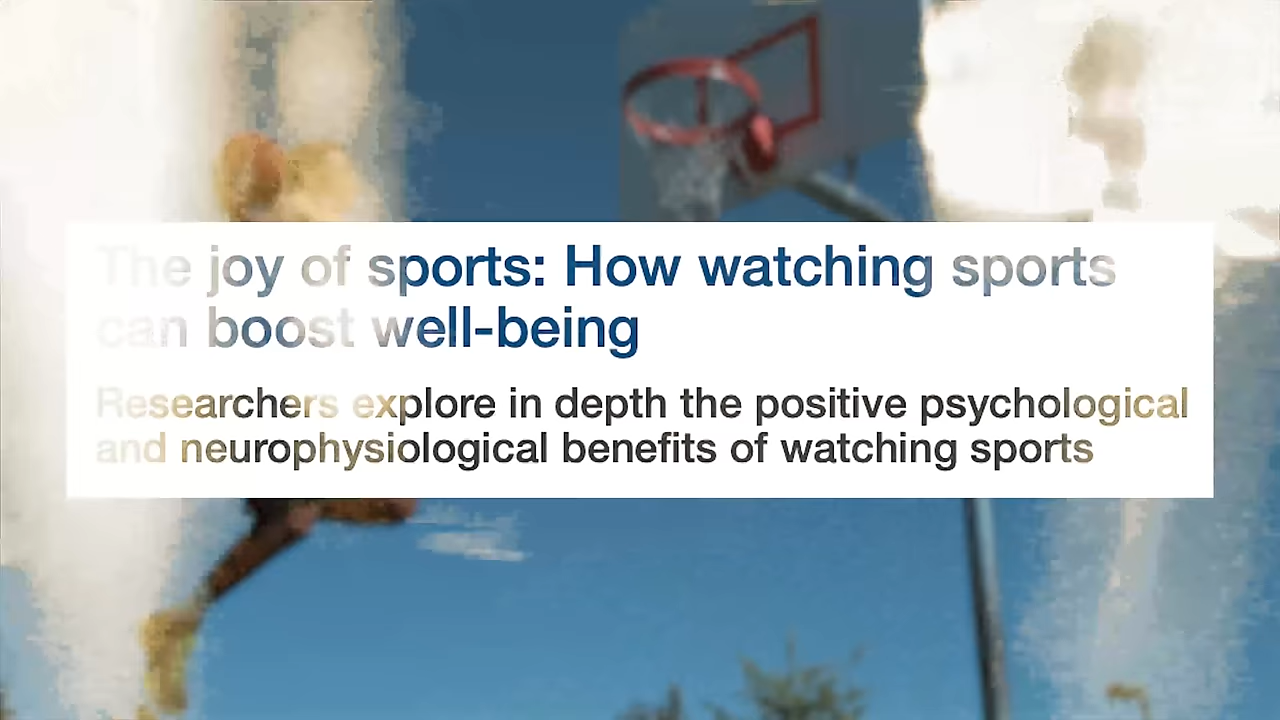 The joy of sports: How watching sports
can boost well-being
Researchers explore in depth the positive psychological
and neurophysiological benefits of watching sports